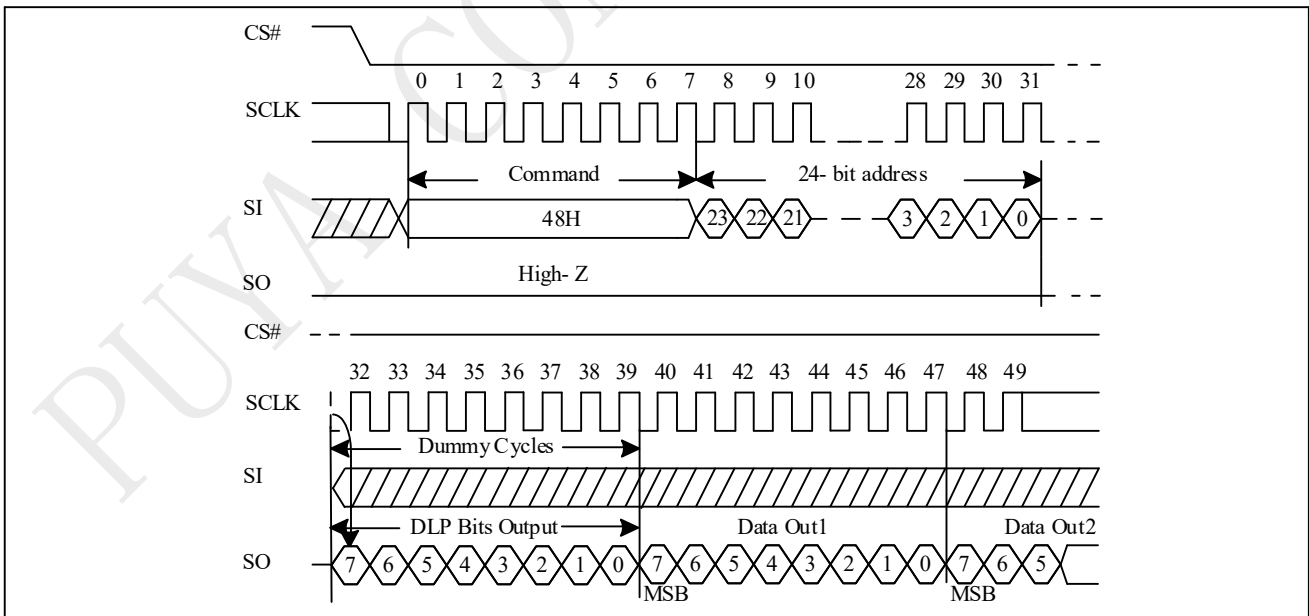 PUYA CO
CS#
0 1 2 3 4 5 6 7 8 9 10 28 29 30 31
SCLK
Command 24- bit address
SI 48H 23 22 21 3 2 1 0
High- Z
SO
CS#
32 33 34 35 36 37 38 39 40 41 42 43 44 45 46 47 48 49
SCLK
Dummy Cycles
SI
DLP Bits Output Data Out1 Data Out2
SO 7 6 5 4 3 2 1 0 7 6 5 4 3 2 1 0 7 6 5
MSB MSB